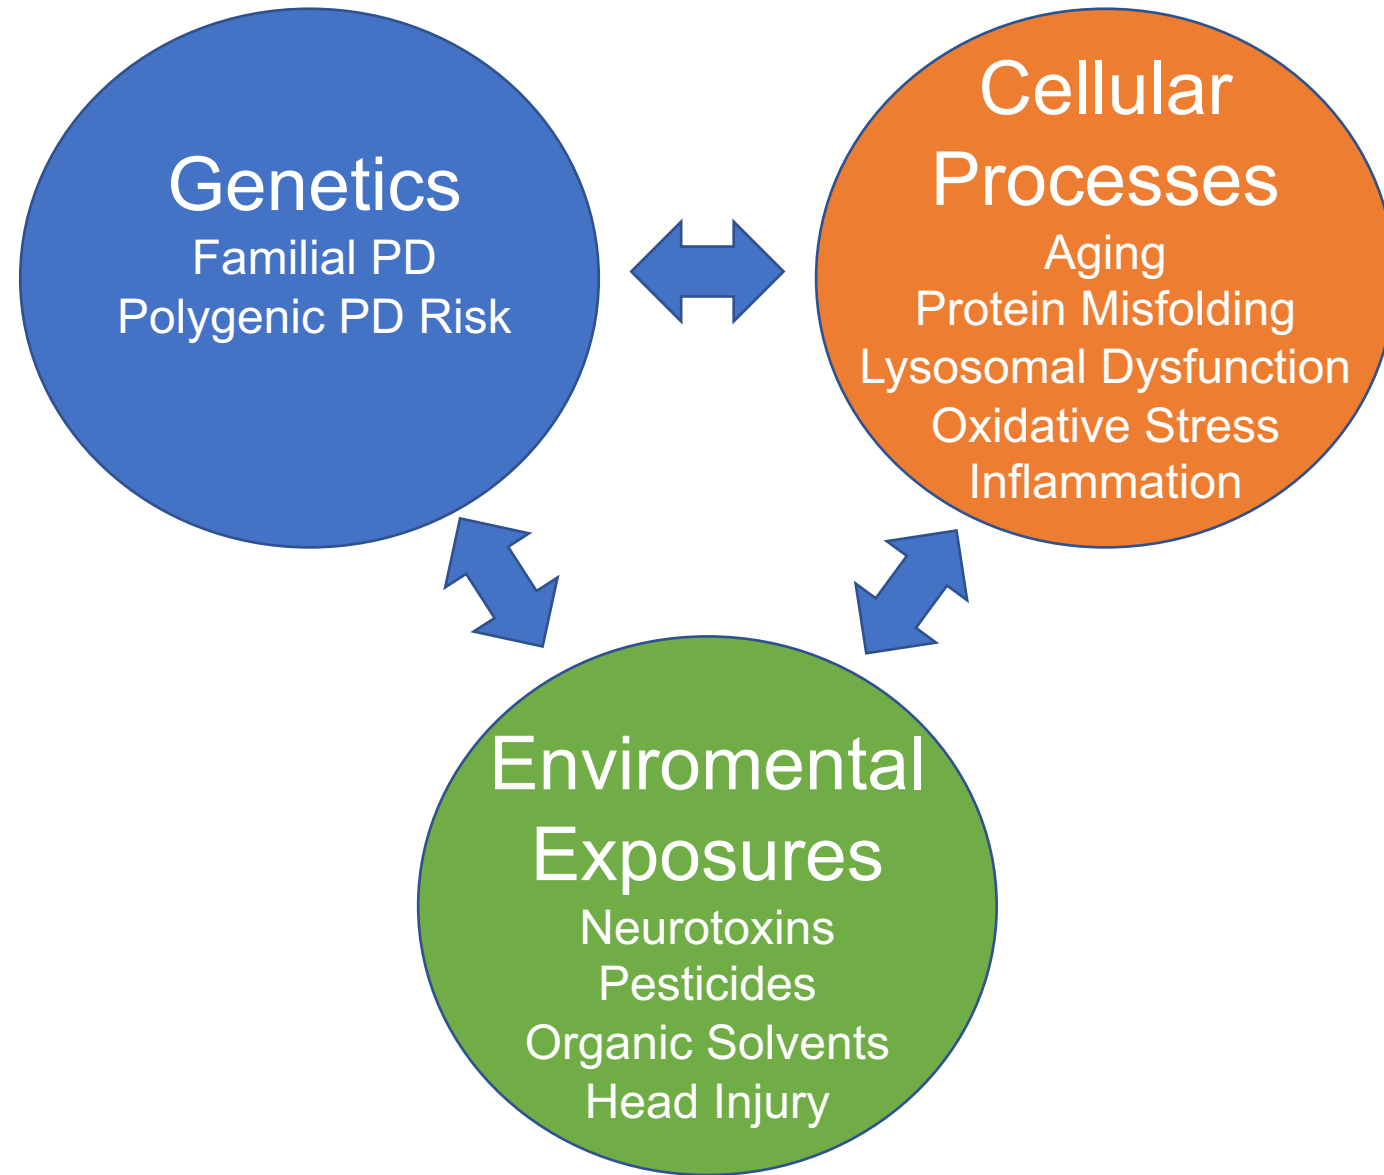 Genetics
Familial PD
Polygenic PD Risk
Cellular
Processes
Aging
Protein Misfolding
Lysosomal Dysfunction
Oxidative Stress
Inflammation
Enviromental
Exposures
Neurotoxins
Pesticides
Organic Solvents
Head Injury